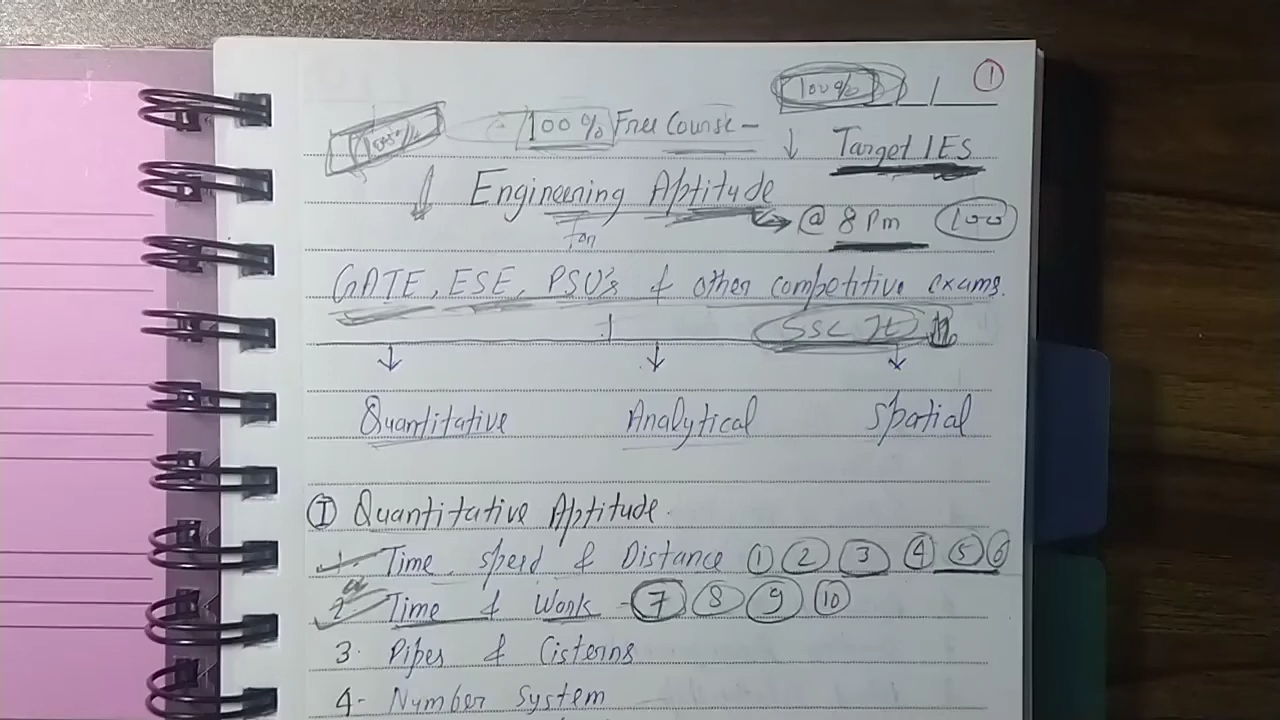 100% ①
100% 100% Free Course -
↓ Target IES
Engineering Aptitude
→ @ 8 Pm 100
for
GATE, ESE, PSU's & other competitive exams.
SSC JE
Quantitative Analytical Spatial
Ⓘ Quantitative Aptitude.
1. Time, Speed & Distance ① ② ③ ④ ⑤ ⑥
2. Time & Work - ⑦ ⑧ ⑨ ⑩
3. Pipes & Cisterns
4- Number System